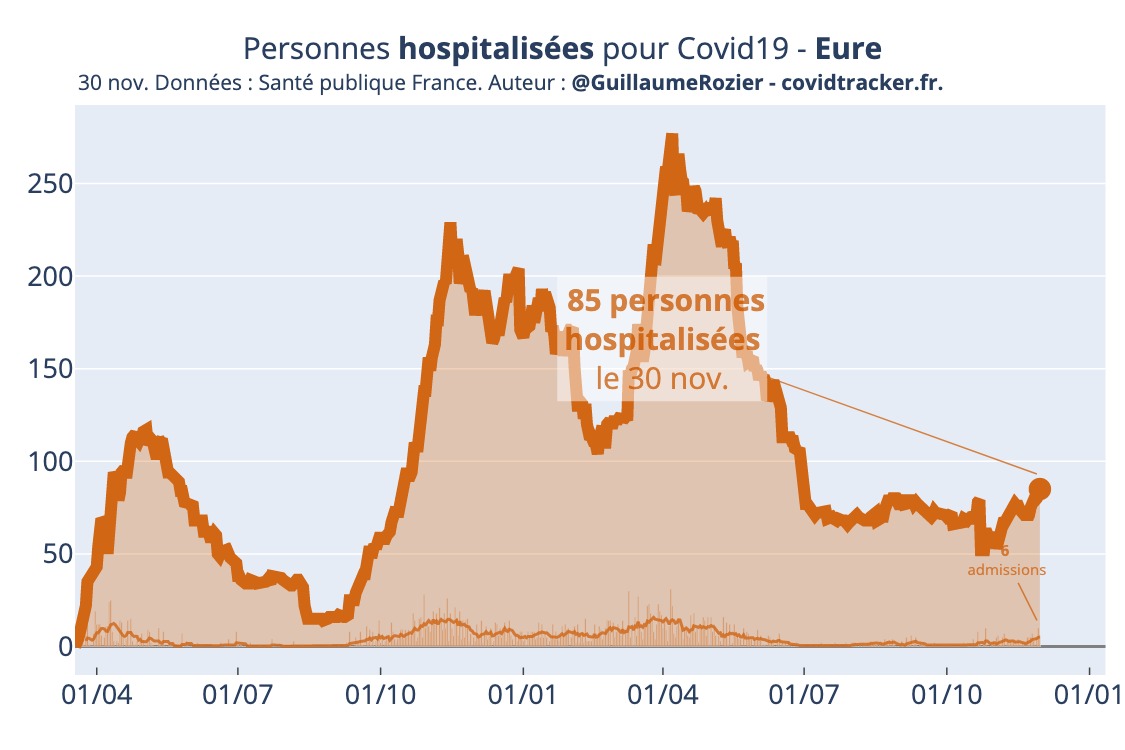 Personnes hospitalisées pour Covid19 - Eure
30 nov. Données : Santé publique France. Auteur : @GuillaumeRozier - covidtracker.fr.
250
200
150
100
50
0
85 personnes
hospitalisées
le 30 nov.
6
admissions
01/04 01/07 01/10 01/01 01/04 01/07 01/10 01/01